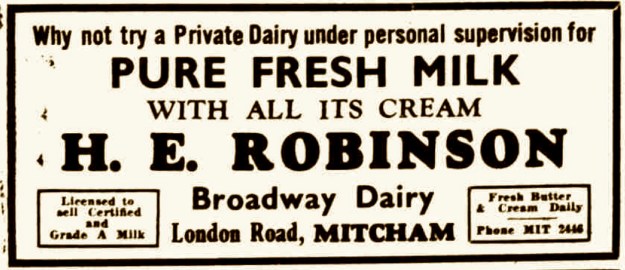 Why not try a Private Dairy under personal supervision for
PURE FRESH MILK
WITH ALL ITS CREAM
H. E. ROBINSON
Broadway Dairy
London Road, MITCHAM
Licensed to
sell Certified
and
Grade A Milk
Fresh Butter
& Cream Daily
Phone MIT 2446